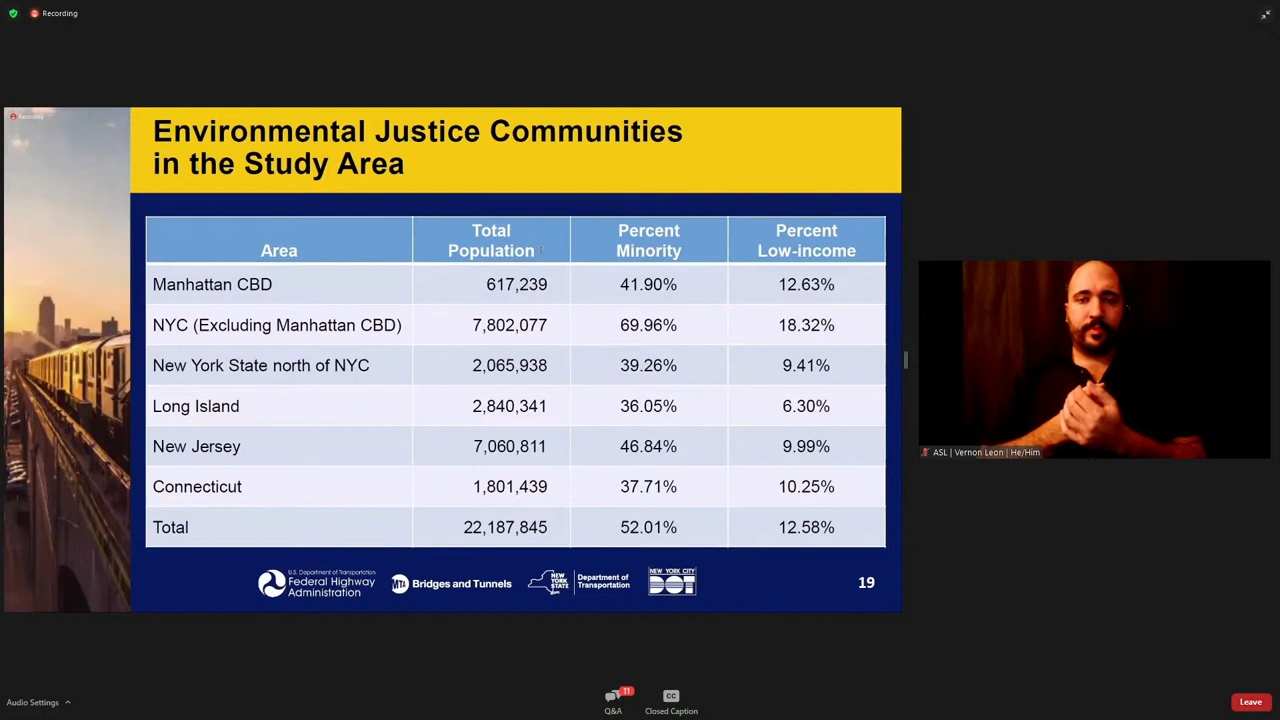 Recording
Recording
Environmental Justice Communities
in the Study Area
Area
Total
Population
Percent
Minority
Percent
Low-income
Manhattan CBD 617,239 41.90% 12.63%
NYC (Excluding Manhattan CBD) 7,802,077 69.96% 18.32%
New York State north of NYC 2,065,938 39.26% 9.41%
Long Island 2,840,341 36.05% 6.30%
New Jersey 7,060,811 46.84% 9.99%
Connecticut 1,801,439 37.71% 10.25%
Total 22,187,845 52.01% 12.58%
U.S. Department of Transportation
Federal Highway
Administration
MTA Bridges and Tunnels
NEW
YORK
STATE
Department of
Transportation
NEW YORK CITY
DOT
19
ASL | Vernon Leon | He/Him
Audio Settings
11
Q&A
CC
Closed Caption
Leave